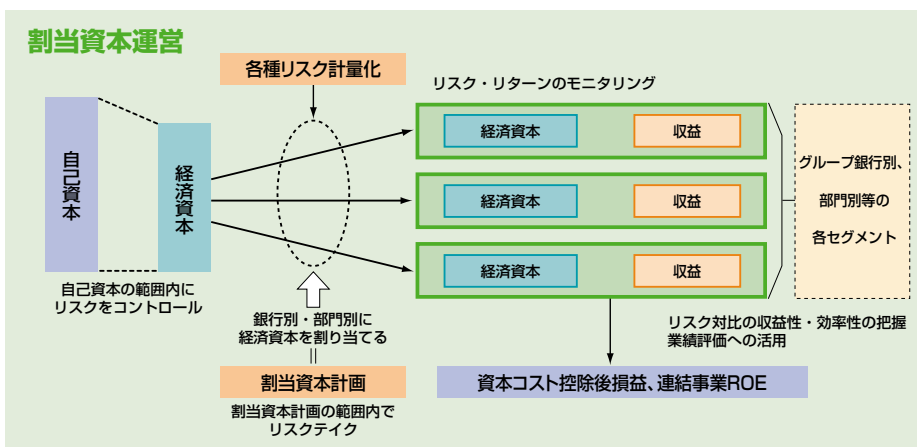 割当資本運営
各種リスク計量化
リスク・リターンのモニタリング
自己資本
経済資本
経済資本
収益
経済資本
収益
経済資本
収益
グループ銀行別、
部門別等の
各セグメント
自己資本の範囲内に
リスクをコントロール
銀行別・部門別に
経済資本を割り当てる
割当資本計画
割当資本計画の範囲内で
リスクテイク
リスク対比の収益性・効率性の把握
業績評価への活用
資本コスト控除後損益、連結事業ROE